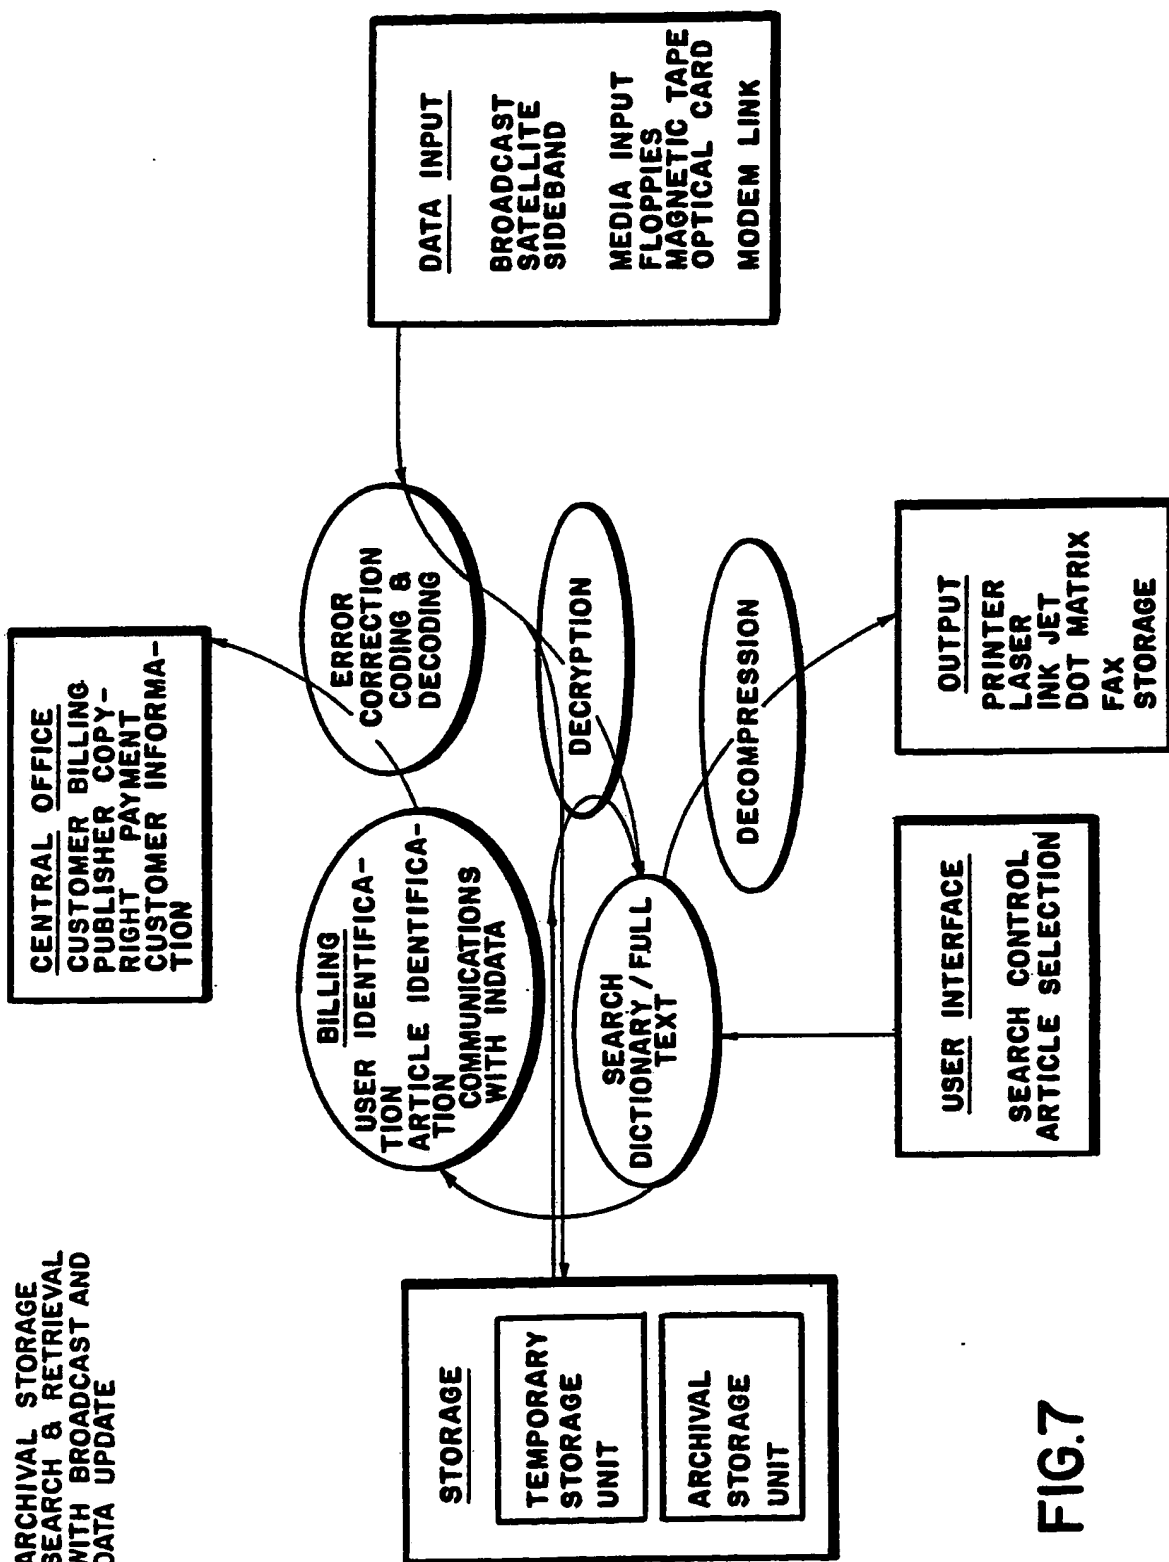 ARCHIVAL STORAGE
SEARCH & RETRIEVAL
WITH BROADCAST AND
DATA UPDATE
CENTRAL OFFICE
CUSTOMER BILLING
PUBLISHER COPY-
RIGHT PAYMENT
CUSTOMER INFORMA-
TION
BILLING
USER IDENTIFICA-
TION
ARTICLE IDENTIFICA-
TION
COMMUNICATIONS
WITH INDATA
ERROR
CORRECTION
CODING &
DECODING
DATA INPUT
BROADCAST
SATELLITE
SIDEBAND
MEDIA INPUT
FLOPPIES
MAGNETIC TAPE
OPTICAL CARD
MODEM LINK
STORAGE
TEMPORARY
STORAGE
UNIT
ARCHIVAL
STORAGE
UNIT
SEARCH
DICTIONARY/FULL
TEXT
DECRYPTION
DECOMPRESSION
USER INTERFACE
SEARCH CONTROL
ARTICLE SELECTION
OUTPUT
PRINTER
LASER
INK JET
DOT MATRIX
FAX
STORAGE
FIG.7